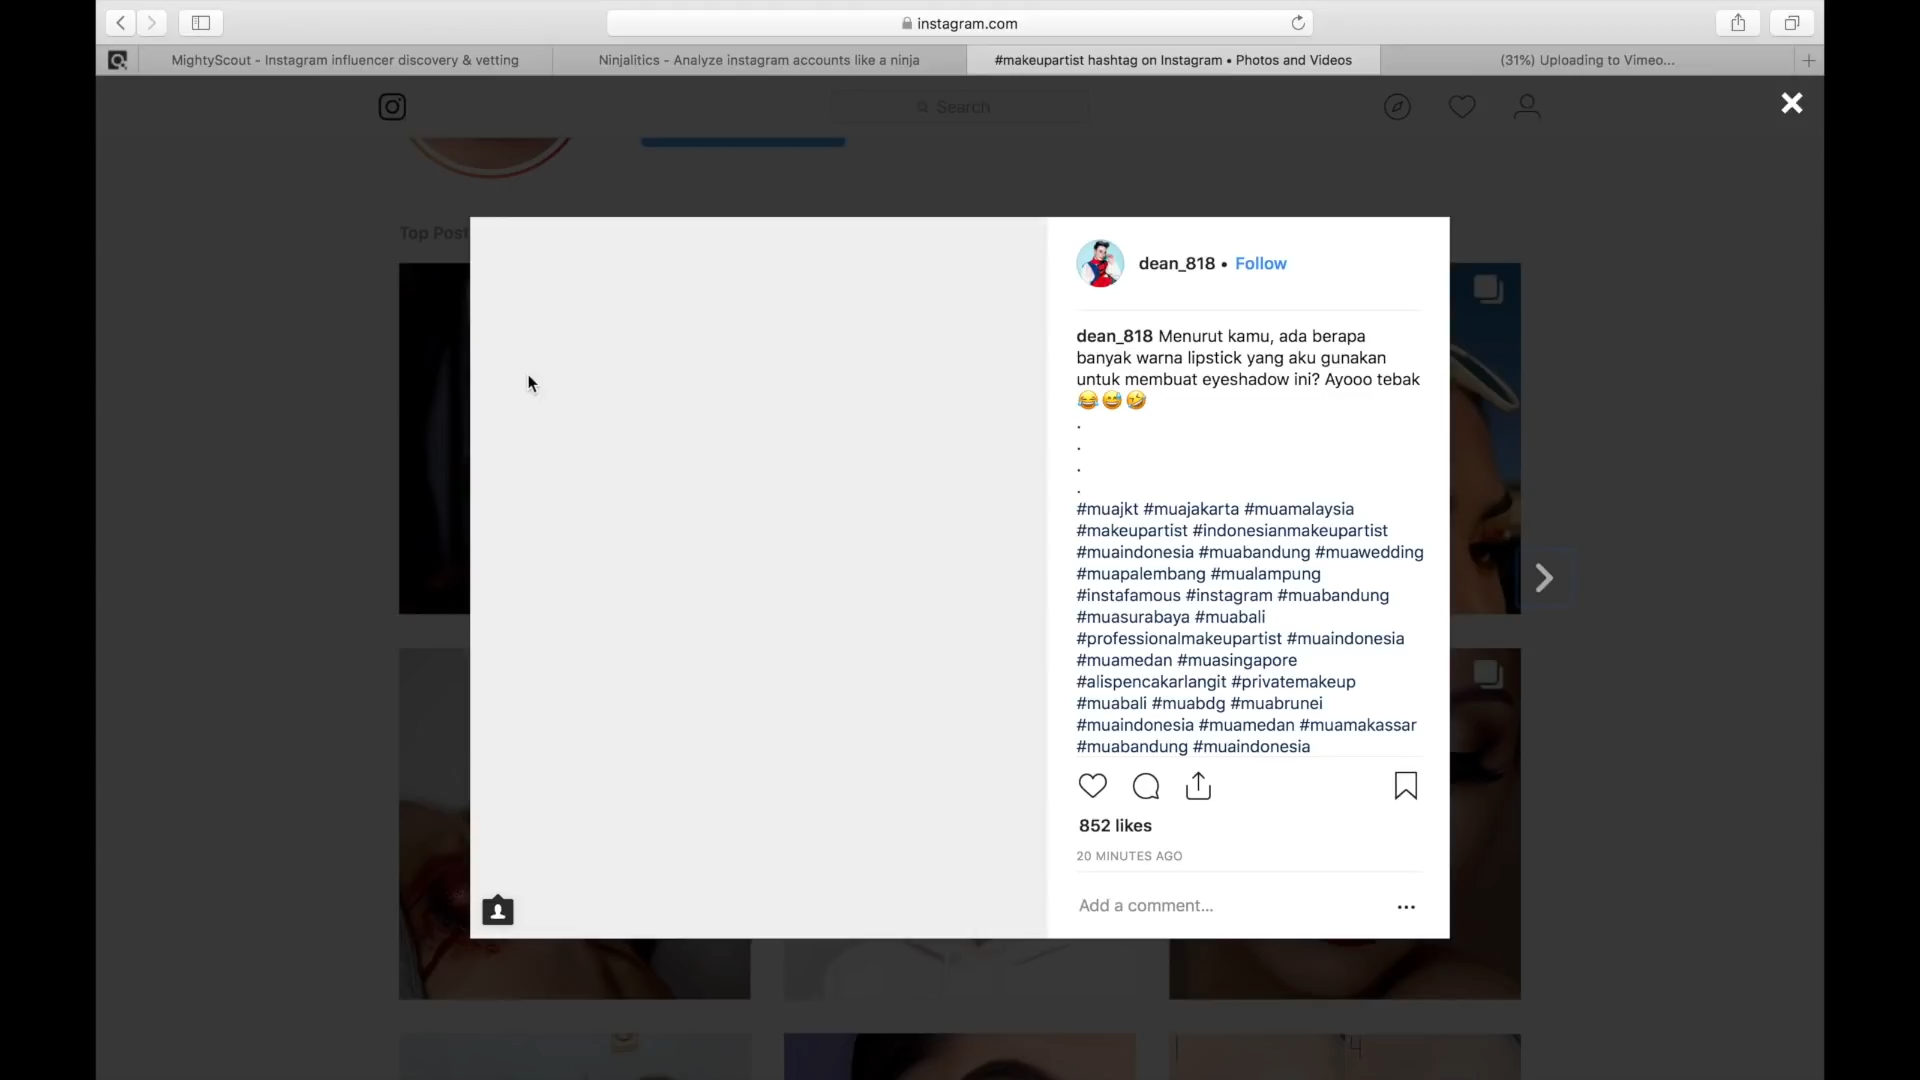 instagram.com
MightyScout - Instagram influencer discovery & vetting
Ninjalitics - Analyze instagram accounts like a ninja
#makeupartist hashtag on Instagram • Photos and Videos
(31%) Uploading to Vimeo...
Search
Top Post
dean_818 • Follow
dean_818 Menurut kamu, ada berapa
banyak warna lipstick yang aku gunakan
untuk membuat eyeshadow ini? Ayooo tebak
😂😅🤣
.
.
.
.
#muajkt #muajakarta #muamalaysia
#makeupartist #indonesianmakeupartist
#muaindonesia #muabandung #muawedding
#muapalembang #mualampung
#instafamous #instagram #muabandung
#muasurabaya #muabali
#professionalmakeupartist #muaindonesia
#muamedan #muasingapore
#alispencakarlangit #privatemakeup
#muabali #muabdg #muabrunei
#muaindonesia #muamedan #muamakassar
#muabandung #muaindonesia
852 likes
20 MINUTES AGO
Add a comment...